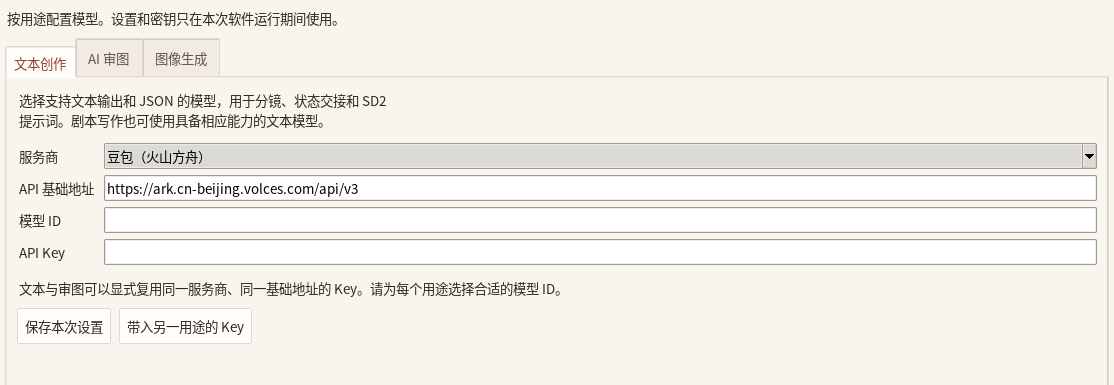 按用途配置模型。设置和密钥只在本次软件运行期间使用。
文本创作
AI 审图
图像生成
选择支持文本输出和 JSON 的模型，用于分镜、状态交接和 SD2
提示词。剧本写作也可使用具备相应能力的文本模型。
服务商
豆包（火山方舟）
API 基础地址
https://ark.cn-beijing.volces.com/api/v3
模型 ID
API Key
文本与审图可以显式复用同一服务商、同一基础地址的 Key。请为每个用途选择合适的模型 ID。
保存本次设置
带入另一用途的 Key